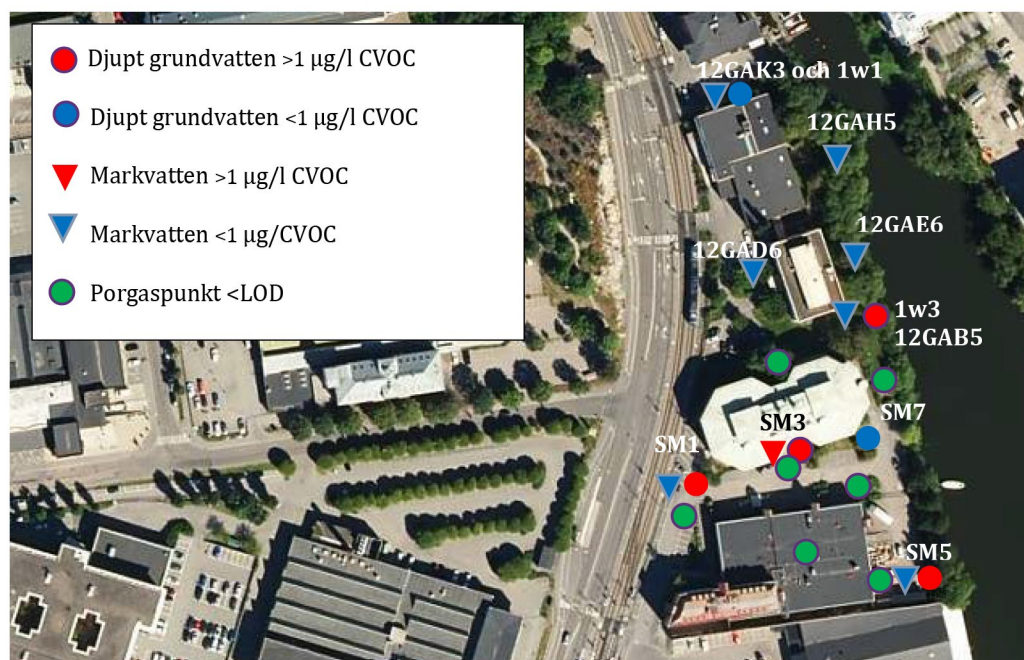 Djupt grundvatten >1 µg/l CVOC
Djupt grundvatten <1 µg/l CVOC
Markvatten >1 µg/l CVOC
Markvatten <1 µg/CVOC
Porgaspunkt <LOD
12GAK3 och 1w1
12GAH5
12GAE6
12GAD6
1w3
12GAB5
SM7
SM3
SM1
SM5